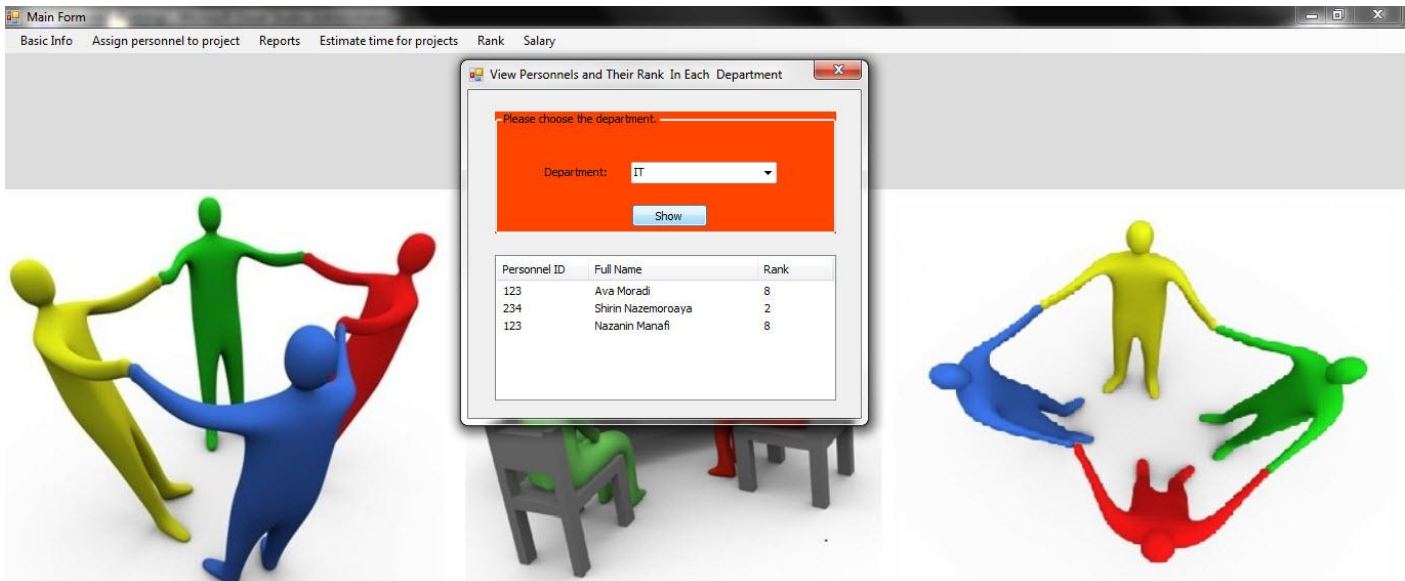 Main Form
Basic Info Assign personnel to project Reports Estimate time for projects Rank Salary
View Personnels and Their Rank In Each Department
Please choose the department.
Department: IT
Show
Personnel ID Full Name Rank
123 Ava Moradi 8
234 Shirin Nazemoroaya 2
123 Nazanin Manafi 8